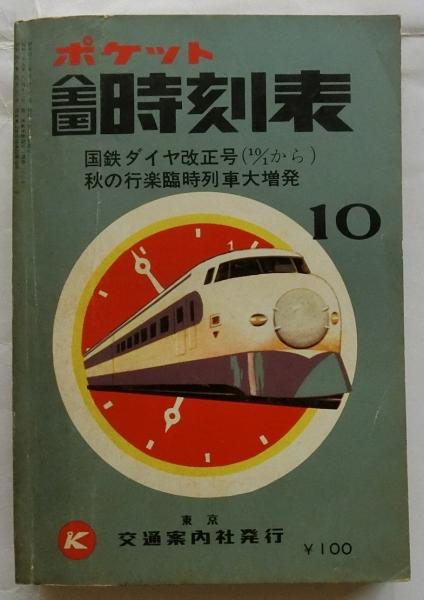 ポケット
全国 時刻表
国鉄ダイヤ改正号(10/1から)
秋の行楽臨時列車大増発
10
1
東京
交通案内社発行
K
¥100